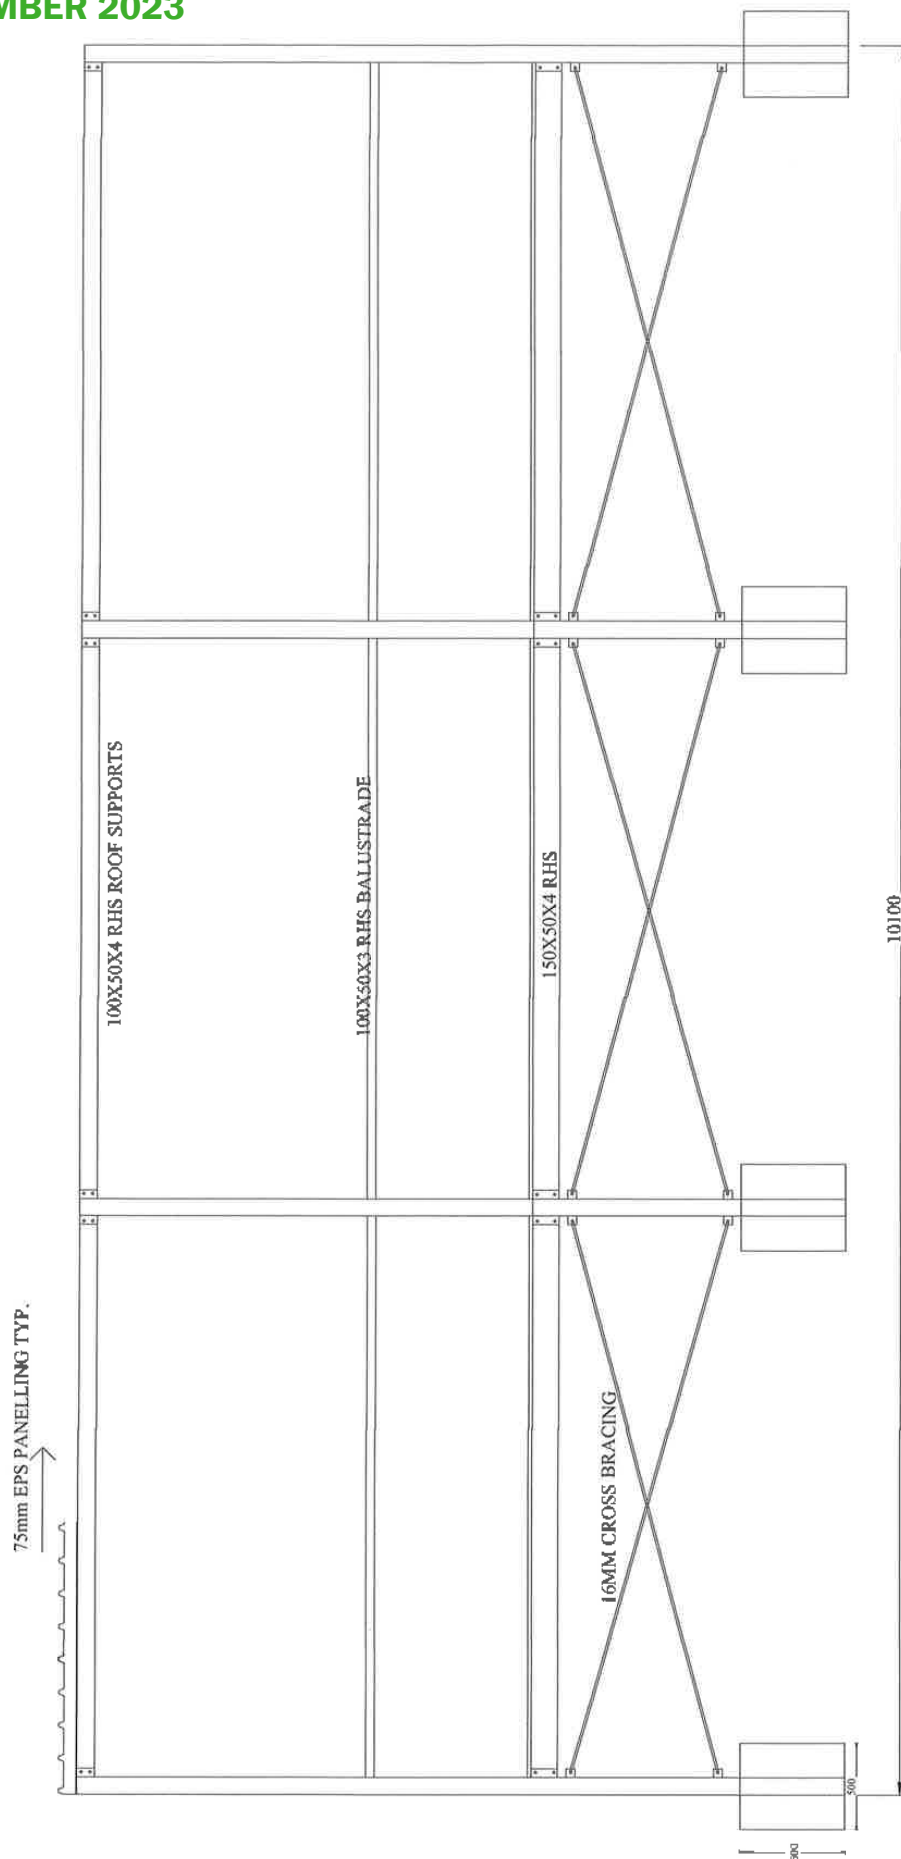 MBER 2023
75mm EPS PANELLING TYP.
100X50X4 RHS ROOF SUPPORTS
100X50X3 RHS BALUSTRADE
150X50X4 RHS
16MM CROSS BRACING
10100
500